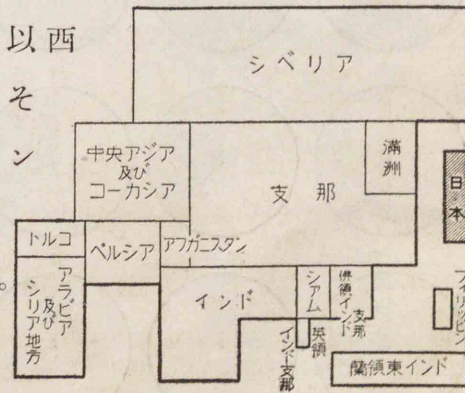 西
以
そ
ン
。
シベリア
中央アジア
及び
コーカシア
満洲
支那
日本
トルコ
ペルシア
アフガニスタン
アラビア
及び
シリア地方
インド
シアム
佛領インド
支那
フィリッピン
英領
インド支那
蘭領東インド